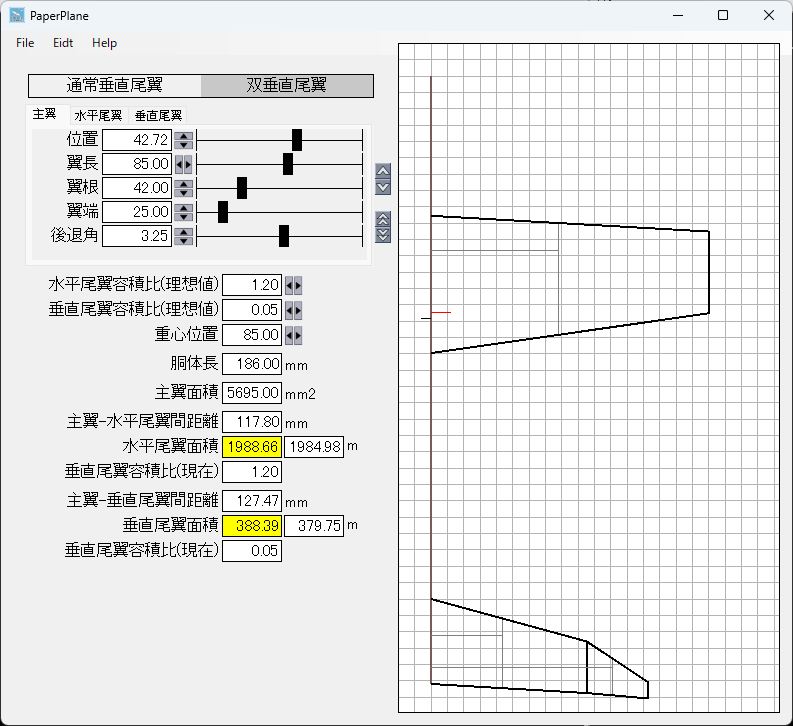 PaperPlane
File Eidt Help
通常垂直尾翼 双垂直尾翼
主翼 水平尾翼 垂直尾翼
位置 42.72
翼長 85.00
翼根 42.00
翼端 25.00
後退角 3.25
水平尾翼容積比(理想値) 1.20
垂直尾翼容積比(理想値) 0.05
重心位置 85.00
胴体長 186.00 mm
主翼面積 5695.00 mm2
主翼-水平尾翼間距離 117.80 mm
水平尾翼面積 1988.66 1984.98 m
垂直尾翼容積比(現在) 1.20
主翼-垂直尾翼間距離 127.47 mm
垂直尾翼面積 388.39 379.75 m
垂直尾翼容積比(現在) 0.05